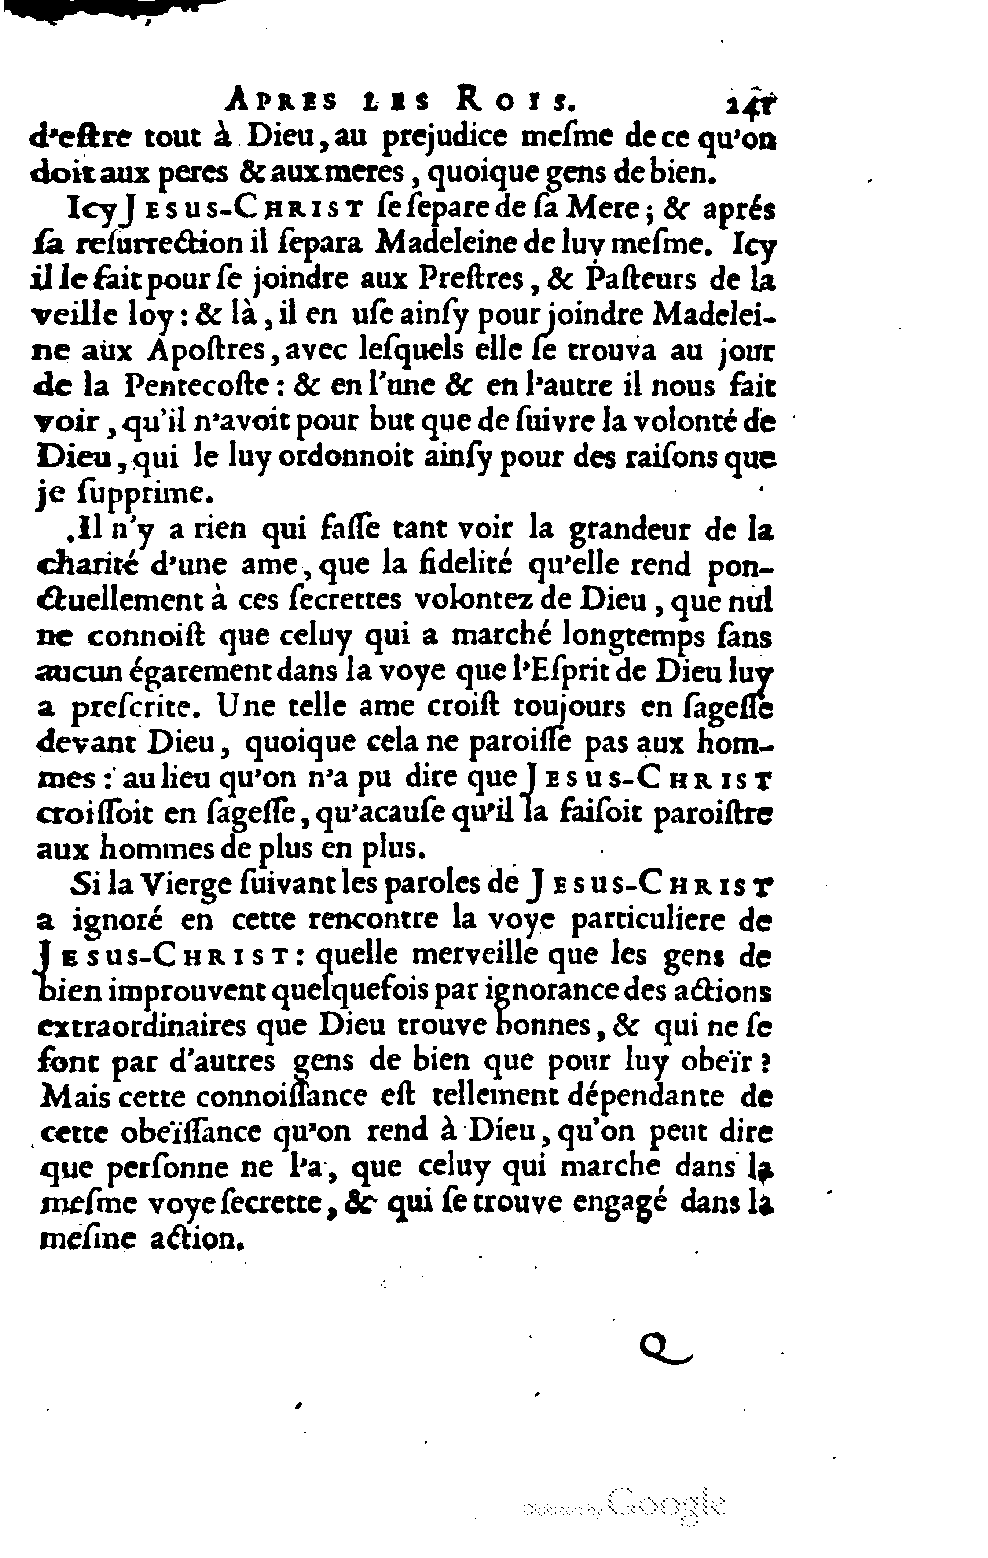 APRES LES ROIS. 241
d'eſtre tout à Dieu, au prejudice meſme de ce qu'on
doit aux peres & aux meres, quoique gens de bien.
Icy JESUS-CHRIST ſe ſepare de ſa Mere; & aprés
ſa reſurrection il ſepara Madeleine de luy meſme. Icy
il le fait pour ſe joindre aux Preſtres, & Paſteurs de la
veille loy: & là, il en uſe ainſy pour joindre Madelei-
ne aux Apoſtres, avec leſquels elle ſe trouva au jour
de la Pentecoſte: & en l'une & en l'autre il nous fait
voir, qu'il n'avoit pour but que de ſuivre la volonté de
Dieu, qui le luy ordonnoit ainſy pour des raiſons que
je ſupprime.
Il n'y a rien qui faſſe tant voir la grandeur de la
charité d'une ame, que la fidelité qu'elle rend pon-
ctuellement à ces ſecrettes volontez de Dieu, que nul
ne connoiſt que celuy qui a marché longtemps ſans
aucun égarement dans la voye que l'Eſprit de Dieu luy
a preſcrite. Une telle ame croiſt toujours en ſageſſe
devant Dieu, quoique cela ne paroiſſe pas aux hom-
mes: au lieu qu'on n'a pu dire que JESUS-CHRIST
croiſſoit en ſageſſe, qu'acauſe qu'il la faiſoit paroiſtre
aux hommes de plus en plus.
Si la Vierge ſuivant les paroles de JESUS-CHRIST
a ignoré en cette rencontre la voye particuliere de
JESUS-CHRIST: quelle merveille que les gens de
bien improuvent quelquefois par ignorance des actions
extraordinaires que Dieu trouve bonnes, & qui ne ſe
font par d'autres gens de bien que pour luy obeïr?
Mais cette connoiſſance eſt tellement dépendante de
cette obeïſſance qu'on rend à Dieu, qu'on peut dire
que perſonne ne l'a, que celuy qui marche dans la
meſme voye ſecrette, & qui ſe trouve engagé dans la
meſme action.
Q
Digitized by Google